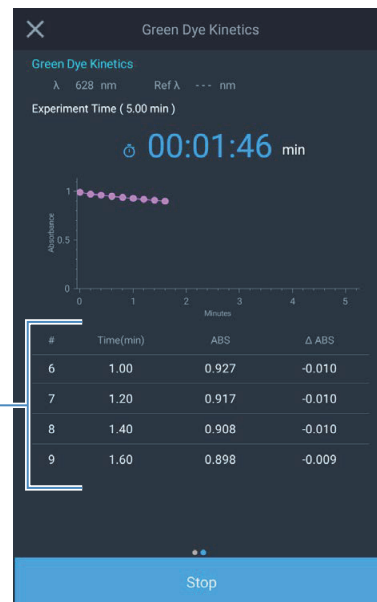 Green Dye Kinetics
Green Dye Kinetics
λ 628 nm Ref λ --- nm
Experiment Time ( 5.00 min )
00:01:46 min
1
0.5
0
Absorbance
0 1 2 3 4 5
Minutes
# Time(min) ABS Δ ABS
6 1.00 0.927 -0.010
7 1.20 0.917 -0.010
8 1.40 0.908 -0.010
9 1.60 0.898 -0.009
Stop